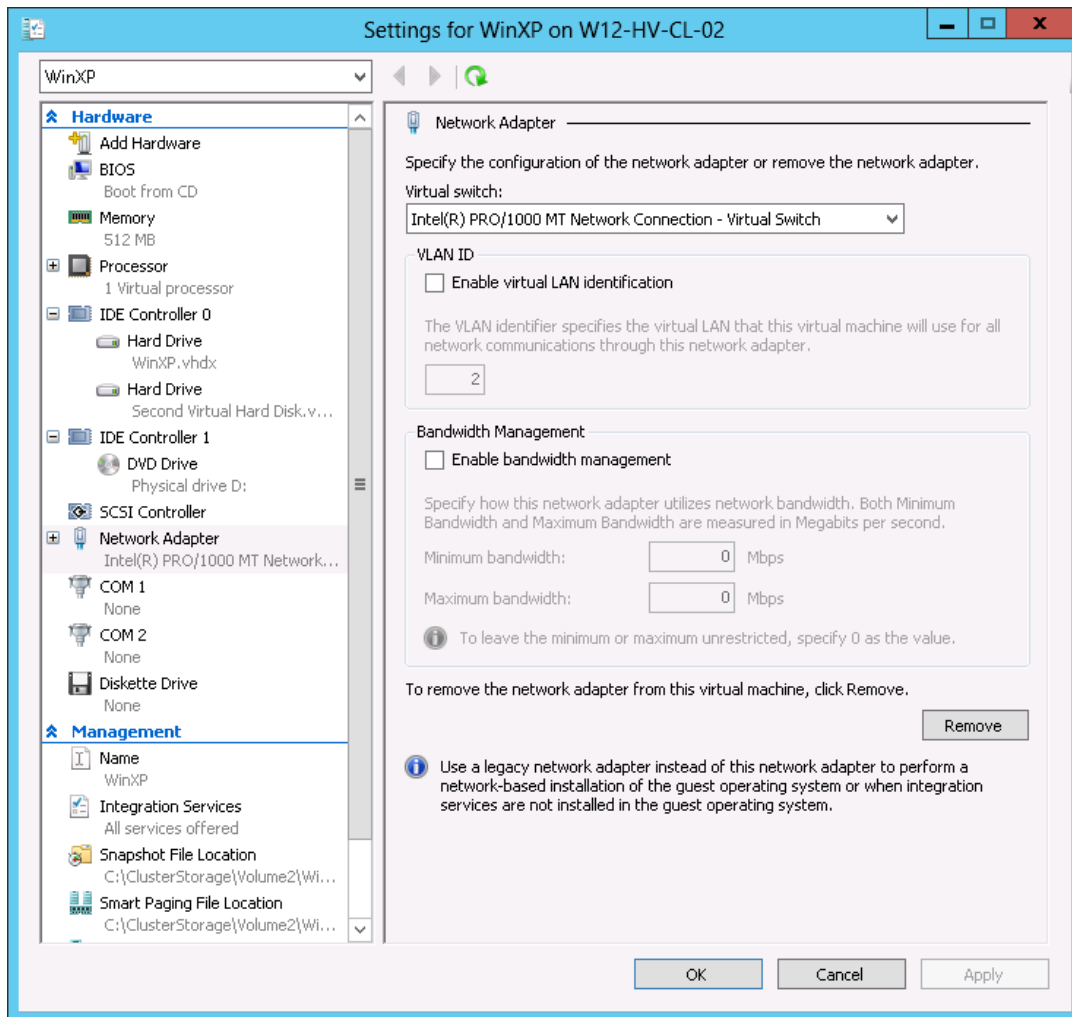 Settings for WinXP on W12-HV-CL-02
WinXP
Hardware
Add Hardware
BIOS
Boot from CD
Memory
512 MB
Processor
1 Virtual processor
IDE Controller 0
Hard Drive
WinXP.vhdx
Hard Drive
Second Virtual Hard Disk.v...
IDE Controller 1
DVD Drive
Physical drive D:
SCSI Controller
Network Adapter
Intel(R) PRO/1000 MT Network...
COM 1
None
COM 2
None
Diskette Drive
None
Management
Name
WinXP
Integration Services
All services offered
Snapshot File Location
C:\ClusterStorage\Volume2\Wi...
Smart Paging File Location
C:\ClusterStorage\Volume2\Wi...
Network Adapter
Specify the configuration of the network adapter or remove the network adapter.
Virtual switch:
Intel(R) PRO/1000 MT Network Connection - Virtual Switch
VLAN ID
Enable virtual LAN identification
The VLAN identifier specifies the virtual LAN that this virtual machine will use for all
network communications through this network adapter.
2
Bandwidth Management
Enable bandwidth management
Specify how this network adapter utilizes network bandwidth. Both Minimum
Bandwidth and Maximum Bandwidth are measured in Megabits per second.
Minimum bandwidth: 0 Mbps
Maximum bandwidth: 0 Mbps
To leave the minimum or maximum unrestricted, specify 0 as the value.
To remove the network adapter from this virtual machine, click Remove.
Remove
Use a legacy network adapter instead of this network adapter to perform a
network-based installation of the guest operating system or when integration
services are not installed in the guest operating system.
OK Cancel Apply